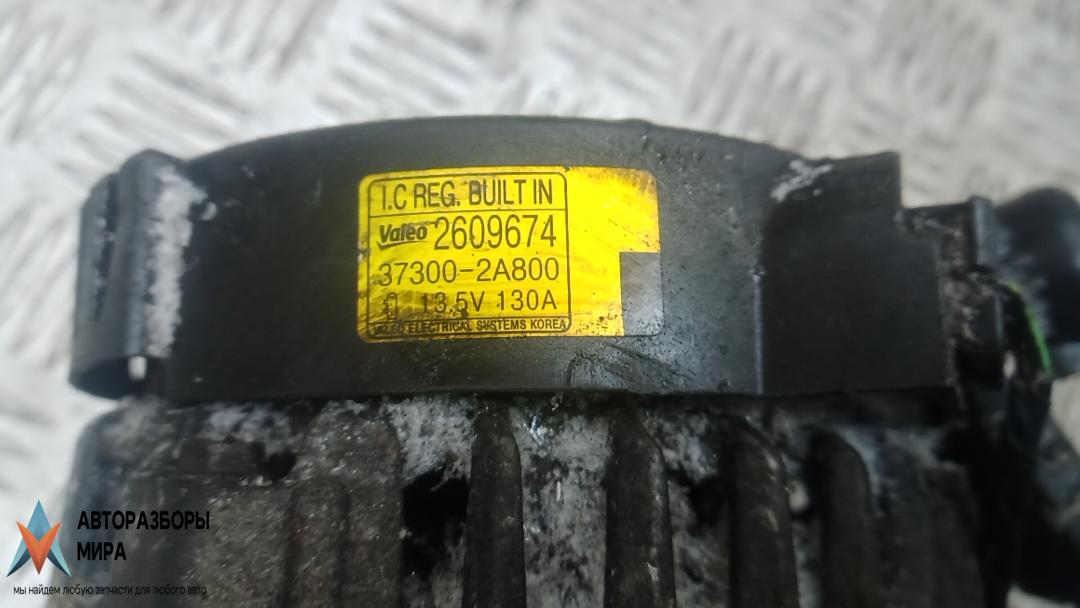 I.C REG. BUILT IN
Valeo 2609674
37300-2A800
13.5V 130A
VALEO ELECTRICAL SYSTEMS KOREA
АВТОРАЗБОРЫ
МИРА
мы найдем любую запчасти для любого авто